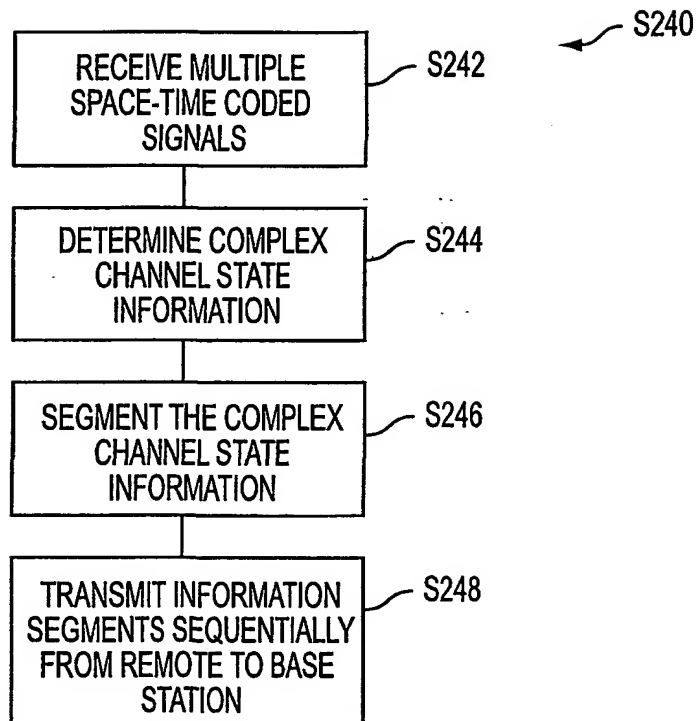 S240
RECEIVE MULTIPLE
SPACE-TIME CODED
SIGNALS
S242
DETERMINE COMPLEX
CHANNEL STATE
INFORMATION
S244
SEGMENT THE COMPLEX
CHANNEL STATE
INFORMATION
S246
TRANSMIT INFORMATION
SEGMENTS SEQUENTIALLY
FROM REMOTE TO BASE
STATION
S248